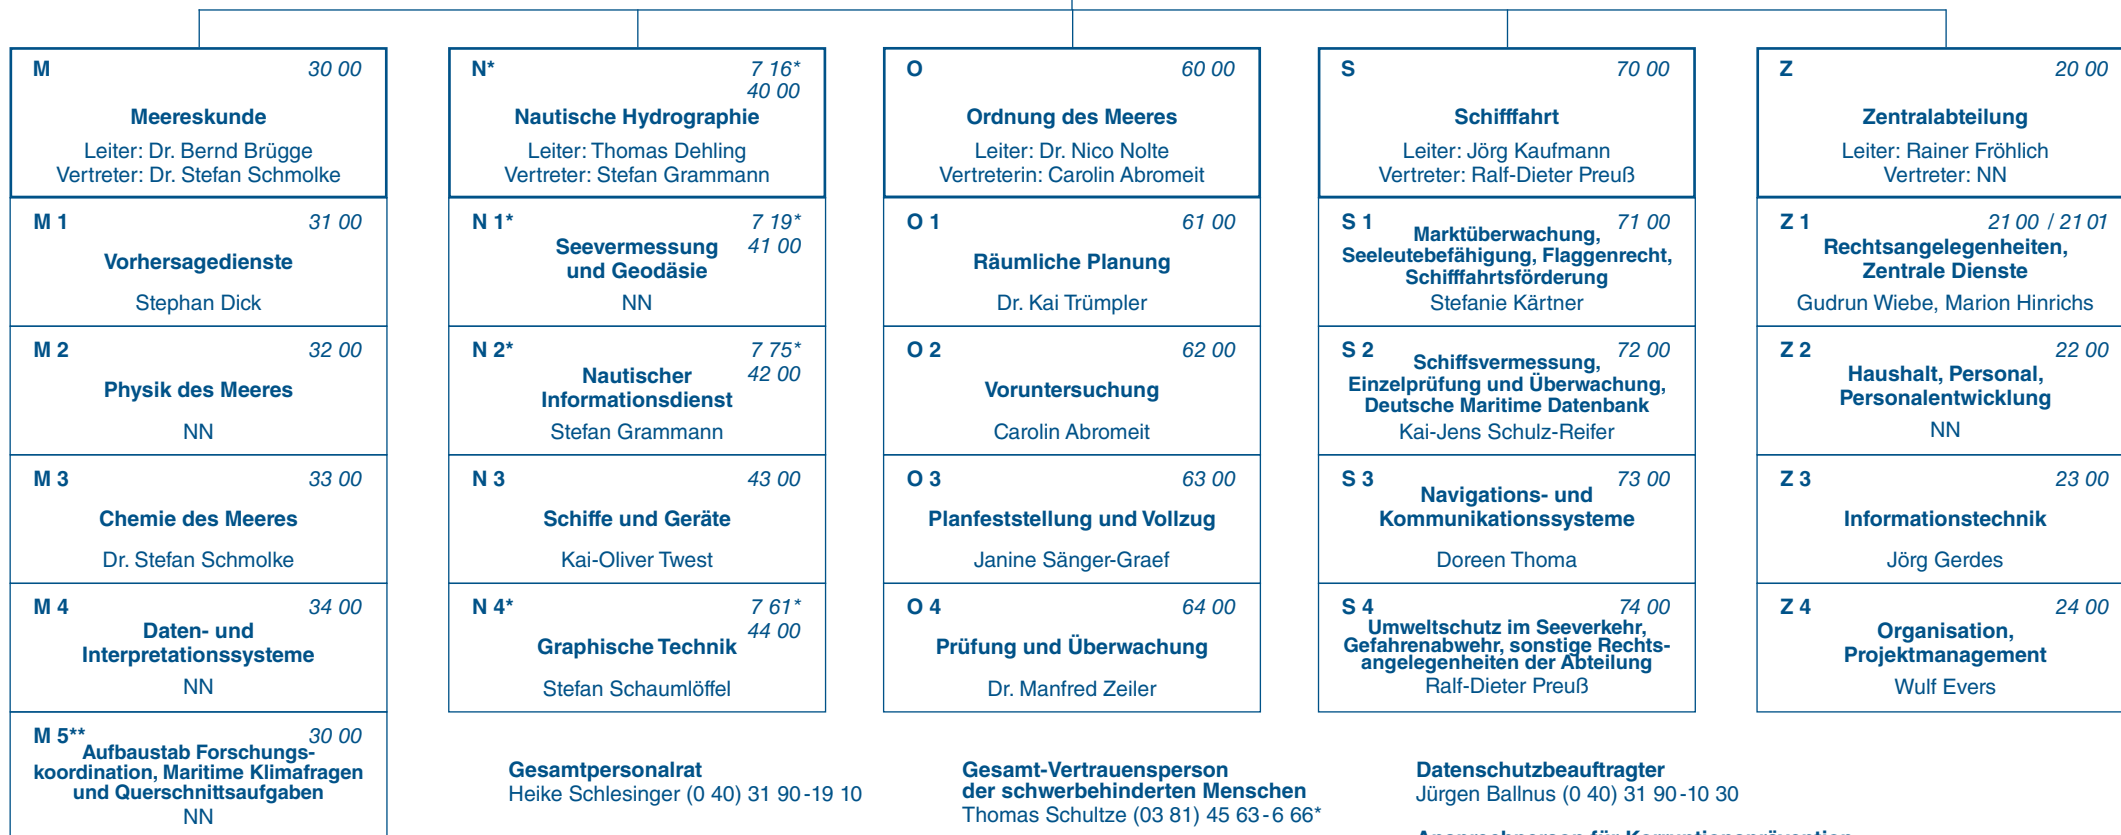 M 30 00
Meereskunde
Leiter: Dr. Bernd Brügge
Vertreter: Dr. Stefan Schmolke
M 1 31 00
Vorhersagedienste
Stephan Dick
M 2 32 00
Physik des Meeres
NN
M 3 33 00
Chemie des Meeres
Dr. Stefan Schmolke
M 4 34 00
Daten- und
Interpretationssysteme
NN
M 5** 30 00
Aufbaustab Forschungs-
koordination, Maritime Klimafragen
und Querschnittsaufgaben
NN
N* 7 16*
40 00
Nautische Hydrographie
Leiter: Thomas Dehling
Vertreter: Stefan Grammann
N 1* 7 19*
Seevermessung 41 00
und Geodäsie
NN
N 2* 7 75*
Nautischer 42 00
Informationsdienst
Stefan Grammann
N 3 43 00
Schiffe und Geräte
Kai-Oliver Twest
N 4* 7 61*
44 00
Graphische Technik
Stefan Schaumlöffel
O 60 00
Ordnung des Meeres
Leiter: Dr. Nico Nolte
Vertreterin: Carolin Abromeit
O 1 61 00
Räumliche Planung
Dr. Kai Trümpler
O 2 62 00
Voruntersuchung
Carolin Abromeit
O 3 63 00
Planfeststellung und Vollzug
Janine Sänger-Graef
O 4 64 00
Prüfung und Überwachung
Dr. Manfred Zeiler
S 70 00
Schifffahrt
Leiter: Jörg Kaufmann
Vertreter: Ralf-Dieter Preuß
S 1 71 00
Marktüberwachung,
Seeleutebefähigung, Flaggenrecht,
Schifffahrtsförderung
Stefanie Kärtner
S 2 72 00
Schiffsvermessung,
Einzelprüfung und Überwachung,
Deutsche Maritime Datenbank
Kai-Jens Schulz-Reifer
S 3 73 00
Navigations- und
Kommunikationssysteme
Doreen Thoma
S 4 74 00
Umweltschutz im Seeverkehr,
Gefahrenabwehr, sonstige Rechts-
angelegenheiten der Abteilung
Ralf-Dieter Preuß
Z 20 00
Zentralabteilung
Leiter: Rainer Fröhlich
Vertreter: NN
Z 1 21 00 / 21 01
Rechtsangelegenheiten,
Zentrale Dienste
Gudrun Wiebe, Marion Hinrichs
Z 2 22 00
Haushalt, Personal,
Personalentwicklung
NN
Z 3 23 00
Informationstechnik
Jörg Gerdes
Z 4 24 00
Organisation,
Projektmanagement
Wulf Evers
Gesamtpersonalrat
Heike Schlesinger (0 40) 31 90-19 10
Gesamt-Vertrauensperson
der schwerbehinderten Menschen
Thomas Schultze (03 81) 45 63-6 66*
Datenschutzbeauftragter
Jürgen Ballnus (0 40) 31 90-10 30
Ansprechperson für Korruptionsprävention